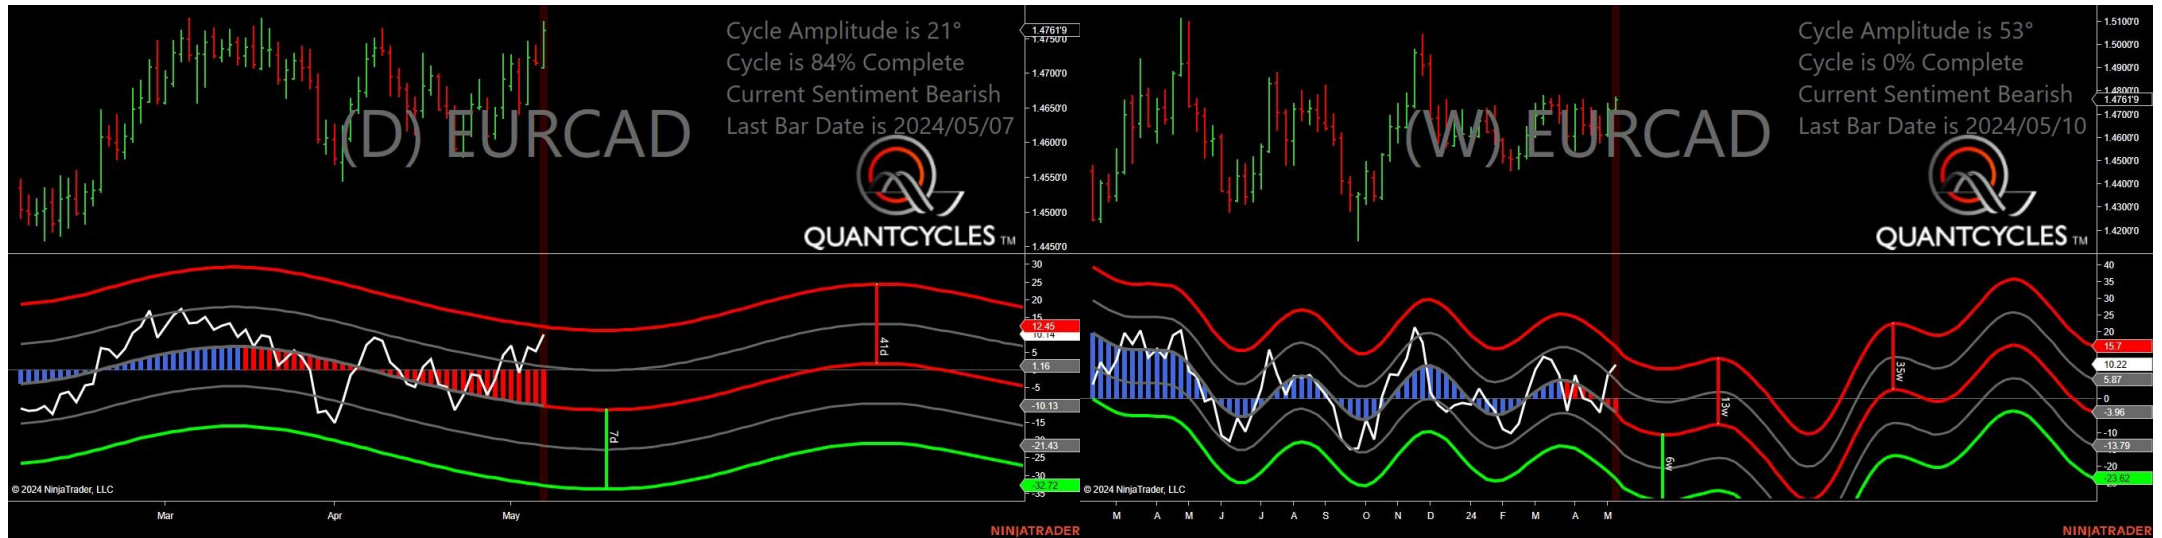 Cycle Amplitude is 21°
Cycle is 84% Complete
Current Sentiment Bearish
Last Bar Date is 2024/05/07
(D) EURCAD
QUANTCYCLES TM
1.4761'9
1.4750'0
1.4700'0
1.4650'0
1.4600'0
1.4550'0
1.4500'0
1.4450'0
30
25
20
15
12.45
10.14
5
1.16
-5
-10.13
-15
-21.43
-25
-30
-32.72
-35
41d
7d
© 2024 NinjaTrader, LLC
Mar
Apr
May
NINJATRADER
Cycle Amplitude is 53°
Cycle is 0% Complete
Current Sentiment Bearish
Last Bar Date is 2024/05/10
(W) EURCAD
QUANTCYCLES TM
1.5100'0
1.5000'0
1.4900'0
1.4800'0
1.4761'9
1.4700'0
1.4600'0
1.4500'0
1.4400'0
1.4300'0
1.4200'0
40
35
30
25
20
15.7
10.22
5.87
0
-3.96
-10
-13.79
-20
-23.62
13w
35w
6w
© 2024 NinjaTrader, LLC
M
A
M
J
J
A
S
O
N
D
24
F
M
A
M
NINJATRADER